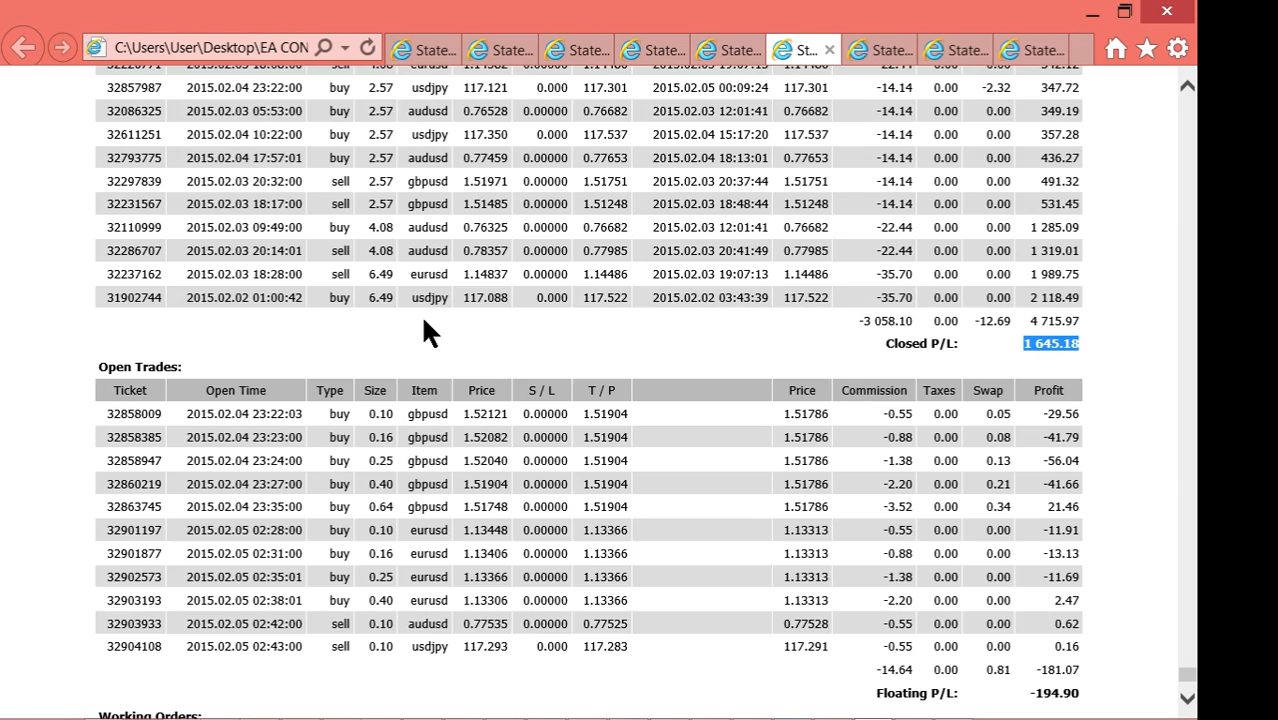 C:\Users\User\Desktop\EA CON
State... State... State... State... State... St... State... State... State...
32857987 2015.02.04 23:22:00 buy 2.57 usdjpy 117.121 0.000 117.301 2015.02.05 00:09:24 117.301 -14.14 0.00 -2.32 347.72
32086325 2015.02.03 05:53:00 buy 2.57 audusd 0.76528 0.00000 0.76682 2015.02.03 12:01:41 0.76682 -14.14 0.00 0.00 349.19
32611251 2015.02.04 10:22:00 buy 2.57 usdjpy 117.350 0.000 117.537 2015.02.04 15:17:20 117.537 -14.14 0.00 0.00 357.28
32793775 2015.02.04 17:57:01 buy 2.57 audusd 0.77459 0.00000 0.77653 2015.02.04 18:13:01 0.77653 -14.14 0.00 0.00 436.27
32297839 2015.02.03 20:32:00 sell 2.57 gbpusd 1.51971 0.00000 1.51751 2015.02.03 20:37:44 1.51751 -14.14 0.00 0.00 491.32
32231567 2015.02.03 18:17:00 sell 2.57 gbpusd 1.51485 0.00000 1.51248 2015.02.03 18:48:44 1.51248 -14.14 0.00 0.00 531.45
32110999 2015.02.03 09:49:00 buy 4.08 audusd 0.76325 0.00000 0.76682 2015.02.03 12:01:41 0.76682 -22.44 0.00 0.00 1 285.09
32286707 2015.02.03 20:14:01 sell 4.08 audusd 0.78357 0.00000 0.77985 2015.02.03 20:41:49 0.77985 -22.44 0.00 0.00 1 319.01
32237162 2015.02.03 18:28:00 sell 6.49 eurusd 1.14837 0.00000 1.14486 2015.02.03 19:07:13 1.14486 -35.70 0.00 0.00 1 989.75
31902744 2015.02.02 01:00:42 buy 6.49 usdjpy 117.088 0.000 117.522 2015.02.02 03:43:39 117.522 -35.70 0.00 0.00 2 118.49
-3 058.10 0.00 -12.69 4 715.97
Closed P/L: 1 645.18
Open Trades:
Ticket Open Time Type Size Item Price S / L T / P Price Commission Taxes Swap Profit
32858009 2015.02.04 23:22:03 buy 0.10 gbpusd 1.52121 0.00000 1.51904 1.51786 -0.55 0.00 0.05 -29.56
32858385 2015.02.04 23:23:00 buy 0.16 gbpusd 1.52082 0.00000 1.51904 1.51786 -0.88 0.00 0.08 -41.79
32858947 2015.02.04 23:24:00 buy 0.25 gbpusd 1.52040 0.00000 1.51904 1.51786 -1.38 0.00 0.13 -56.04
32860219 2015.02.04 23:27:00 buy 0.40 gbpusd 1.51904 0.00000 1.51904 1.51786 -2.20 0.00 0.21 -41.66
32863745 2015.02.04 23:35:00 buy 0.64 gbpusd 1.51748 0.00000 1.51904 1.51786 -3.52 0.00 0.34 21.46
32901197 2015.02.05 02:28:00 buy 0.10 eurusd 1.13448 0.00000 1.13366 1.13313 -0.55 0.00 0.00 -11.91
32901877 2015.02.05 02:31:00 buy 0.16 eurusd 1.13406 0.00000 1.13366 1.13313 -0.88 0.00 0.00 -13.13
32902573 2015.02.05 02:35:01 buy 0.25 eurusd 1.13366 0.00000 1.13366 1.13313 -1.38 0.00 0.00 -11.69
32903193 2015.02.05 02:38:01 buy 0.40 eurusd 1.13306 0.00000 1.13366 1.13313 -2.20 0.00 0.00 2.47
32903933 2015.02.05 02:42:00 sell 0.10 audusd 0.77535 0.00000 0.77525 0.77528 -0.55 0.00 0.00 0.62
32904108 2015.02.05 02:43:00 sell 0.10 usdjpy 117.293 0.000 117.283 117.291 -0.55 0.00 0.00 0.16
-14.64 0.00 0.81 -181.07
Floating P/L: -194.90
Working Orders: